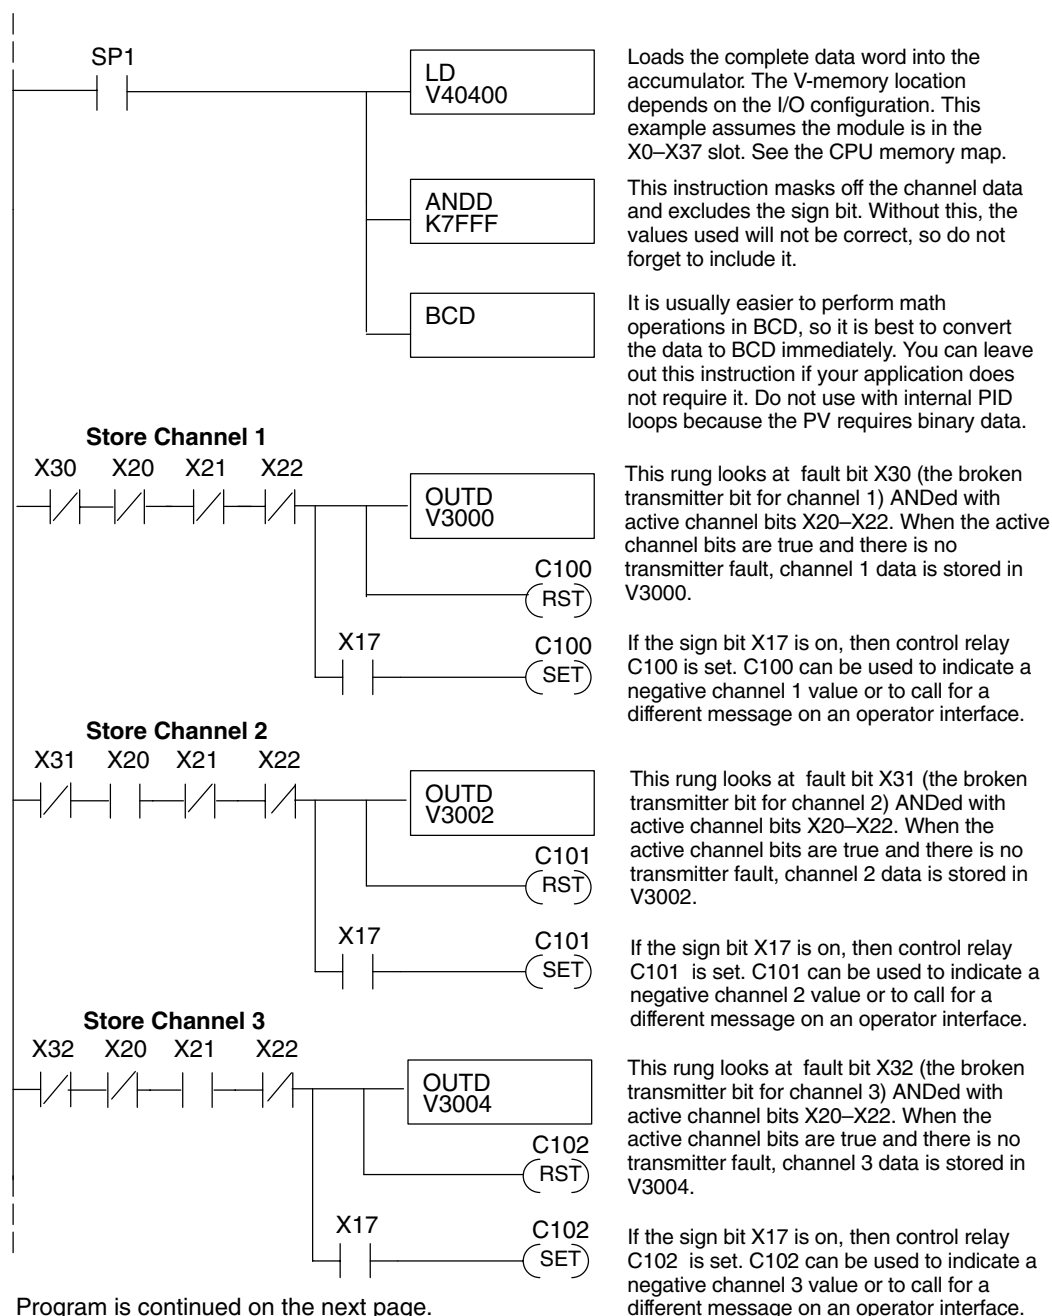 SP1
LD
V40400
Loads the complete data word into the
accumulator. The V-memory location
depends on the I/O configuration. This
example assumes the module is in the
X0–X37 slot. See the CPU memory map.
ANDD
K7FFF
This instruction masks off the channel data
and excludes the sign bit. Without this, the
values used will not be correct, so do not
forget to include it.
BCD
It is usually easier to perform math
operations in BCD, so it is best to convert
the data to BCD immediately. You can leave
out this instruction if your application does
not require it. Do not use with internal PID
loops because the PV requires binary data.
Store Channel 1
X30 X20 X21 X22
OUTD
V3000
C100
RST
This rung looks at fault bit X30 (the broken
transmitter bit for channel 1) ANDed with
active channel bits X20–X22. When the active
channel bits are true and there is no
transmitter fault, channel 1 data is stored in
V3000.
X17
C100
SET
If the sign bit X17 is on, then control relay
C100 is set. C100 can be used to indicate a
negative channel 1 value or to call for a
different message on an operator interface.
Store Channel 2
X31 X20 X21 X22
OUTD
V3002
C101
RST
This rung looks at fault bit X31 (the broken
transmitter bit for channel 2) ANDed with
active channel bits X20–X22. When the
active channel bits are true and there is no
transmitter fault, channel 2 data is stored in
V3002.
X17
C101
SET
If the sign bit X17 is on, then control relay
C101 is set. C101 can be used to indicate a
negative channel 2 value or to call for a
different message on an operator interface.
Store Channel 3
X32 X20 X21 X22
OUTD
V3004
C102
RST
This rung looks at fault bit X32 (the broken
transmitter bit for channel 3) ANDed with
active channel bits X20–X22. When the
active channel bits are true and there is no
transmitter fault, channel 3 data is stored in
V3004.
X17
C102
SET
If the sign bit X17 is on, then control relay
C102 is set. C102 can be used to indicate a
negative channel 3 value or to call for a
different message on an operator interface.
Program is continued on the next page.